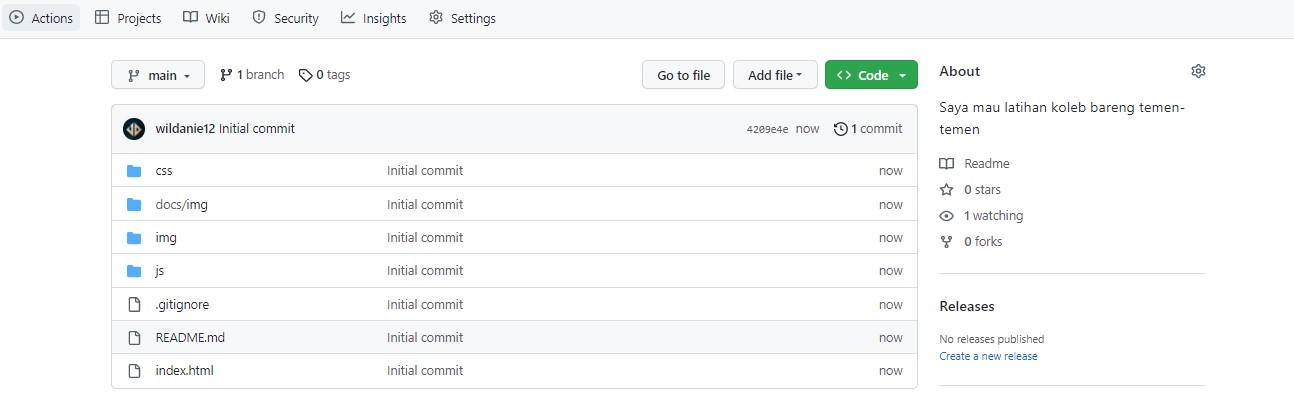 Actions Projects Wiki Security Insights Settings
main 1 branch 0 tags Go to file Add file Code
wildanie12 Initial commit 4209e4e now 1 commit
css Initial commit now
docs/img Initial commit now
img Initial commit now
js Initial commit now
.gitignore Initial commit now
README.md Initial commit now
index.html Initial commit now
About
Saya mau latihan koleb bareng temen-
temen
Readme
0 stars
1 watching
0 forks
Releases
No releases published
Create a new release